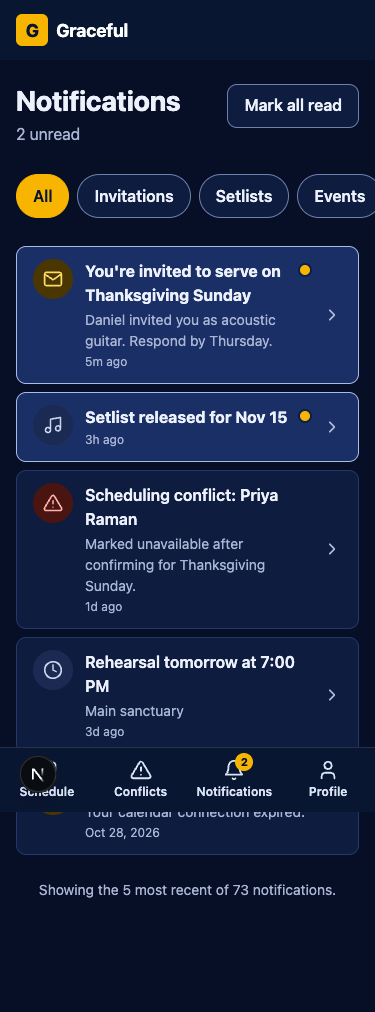 G Graceful
Notifications
Mark all read
2 unread
All
Invitations
Setlists
Events
You're invited to serve on
Thanksgiving Sunday
Daniel invited you as acoustic
guitar. Respond by Thursday.
5m ago
Setlist released for Nov 15
3h ago
Scheduling conflict: Priya
Raman
Marked unavailable after
confirming for Thanksgiving
Sunday.
1d ago
Rehearsal tomorrow at 7:00
PM
Main sanctuary
3d ago
N
2
Schedule
Conflicts
Notifications
Profile
Your calendar connection expired.
Oct 28, 2026
Showing the 5 most recent of 73 notifications.